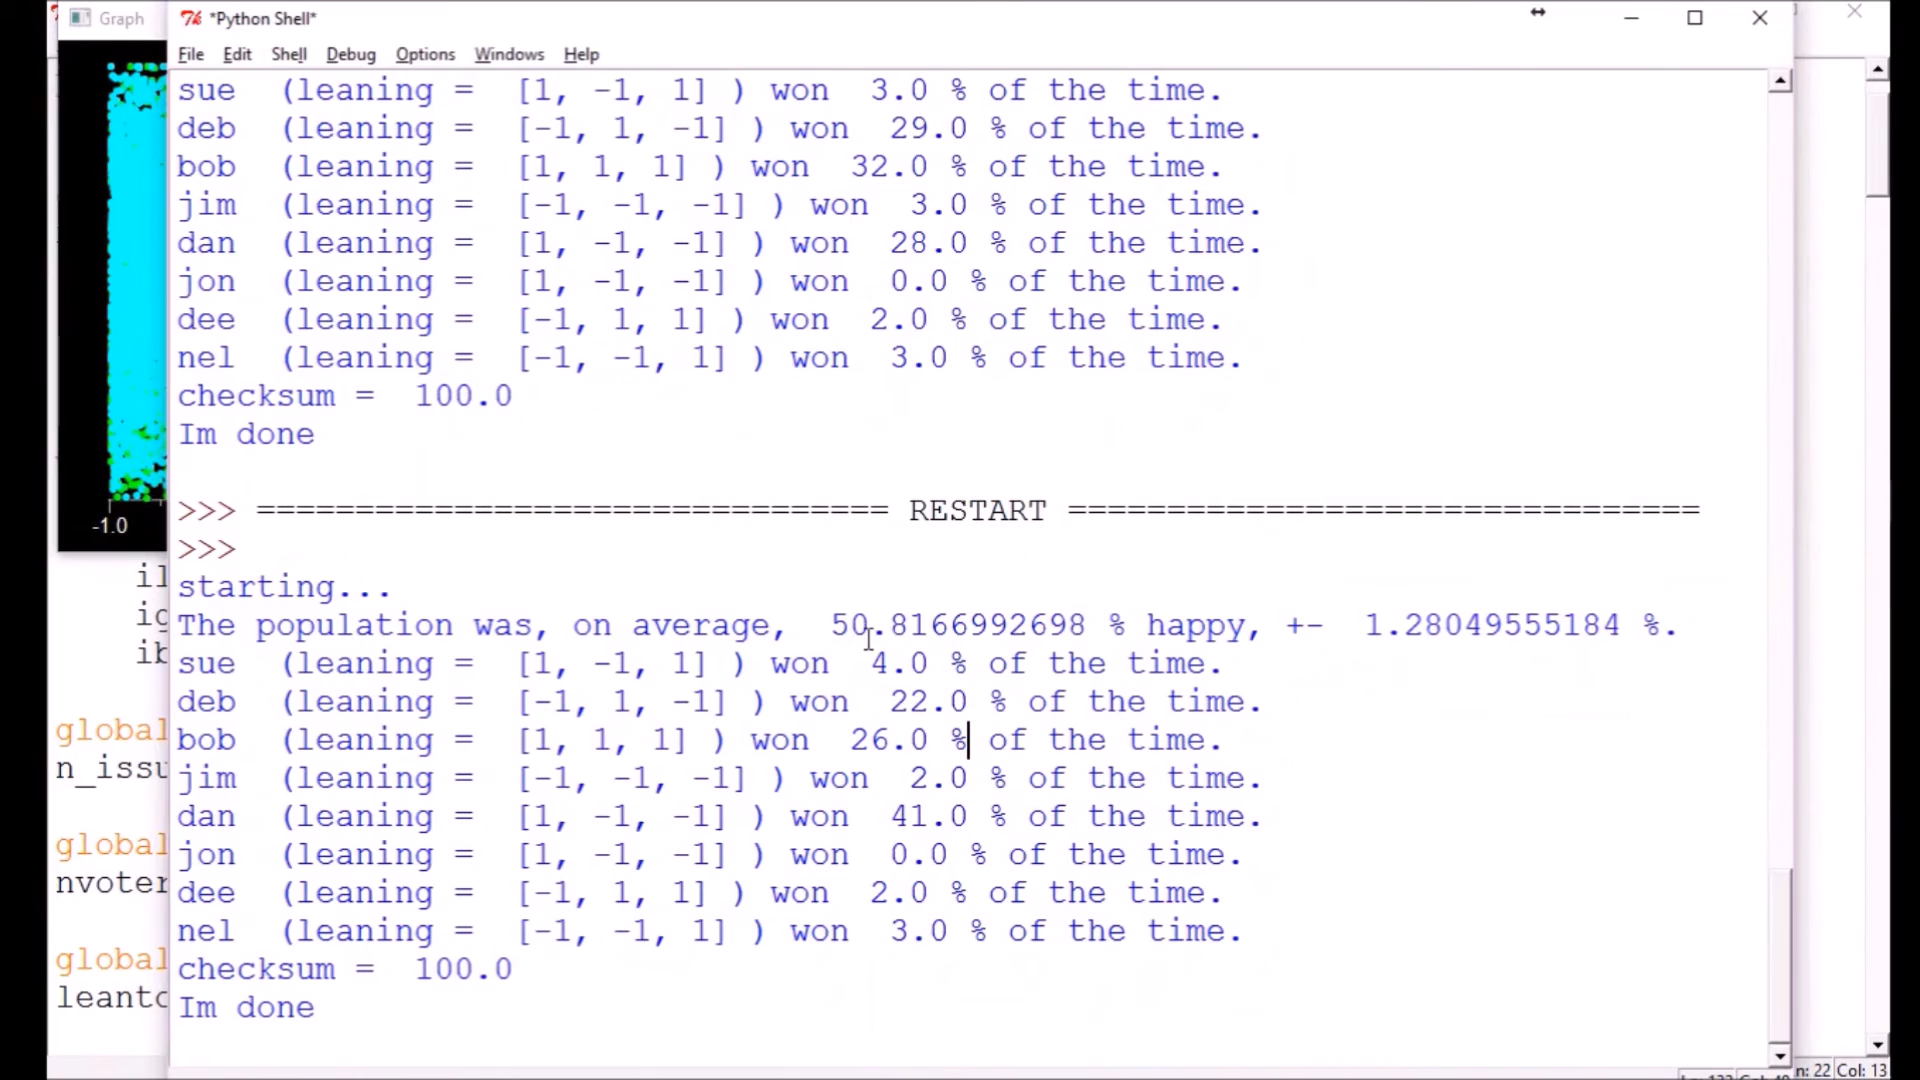 Graph
*Python Shell*
File Edit Shell Debug Options Windows Help
sue (leaning = [1, -1, 1] ) won 3.0 % of the time.
deb (leaning = [-1, 1, -1] ) won 29.0 % of the time.
bob (leaning = [1, 1, 1] ) won 32.0 % of the time.
jim (leaning = [-1, -1, -1] ) won 3.0 % of the time.
dan (leaning = [1, -1, -1] ) won 28.0 % of the time.
jon (leaning = [1, -1, -1] ) won 0.0 % of the time.
dee (leaning = [-1, 1, 1] ) won 2.0 % of the time.
nel (leaning = [-1, -1, 1] ) won 3.0 % of the time.
checksum = 100.0
Im done
>>> ================================ RESTART ================================
-1.0
>>>
starting...
The population was, on average, 50.8166992698 % happy, +- 1.28049555184 %.
sue (leaning = [1, -1, 1] ) won 4.0 % of the time.
deb (leaning = [-1, 1, -1] ) won 22.0 % of the time.
bob (leaning = [1, 1, 1] ) won 26.0 % of the time.
jim (leaning = [-1, -1, -1] ) won 2.0 % of the time.
dan (leaning = [1, -1, -1] ) won 41.0 % of the time.
jon (leaning = [1, -1, -1] ) won 0.0 % of the time.
dee (leaning = [-1, 1, 1] ) won 2.0 % of the time.
nel (leaning = [-1, -1, 1] ) won 3.0 % of the time.
checksum = 100.0
Im done
global
n_issu
global
nvoter
global
n: 22 Col: 13